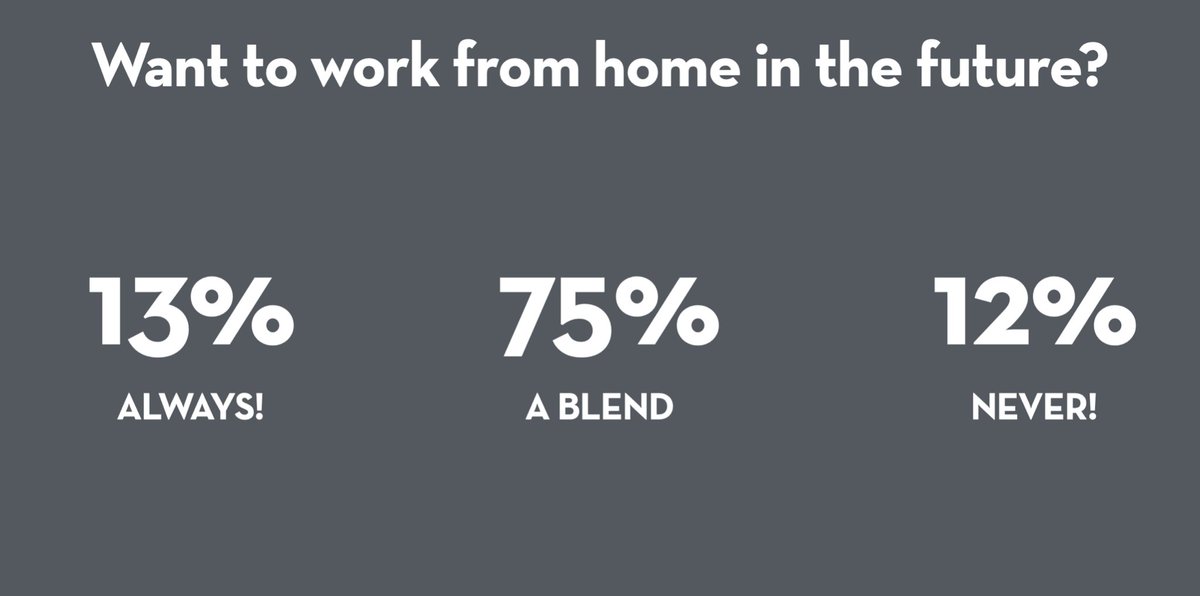 Want to work from home in the future?
13% 75% 12%
ALWAYS! A BLEND NEVER!